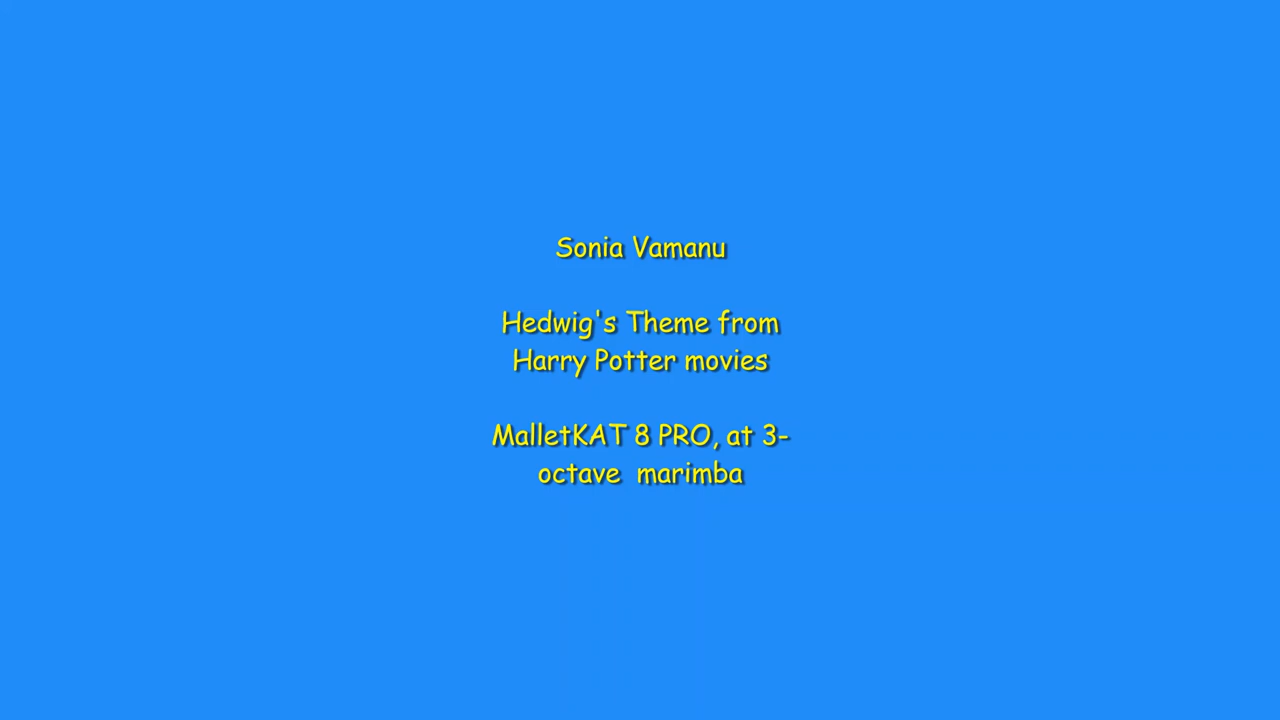 Sonia Vamanu
Hedwig's Theme from
Harry Potter movies
MalletKAT 8 PRO, at 3-
octave  marimba